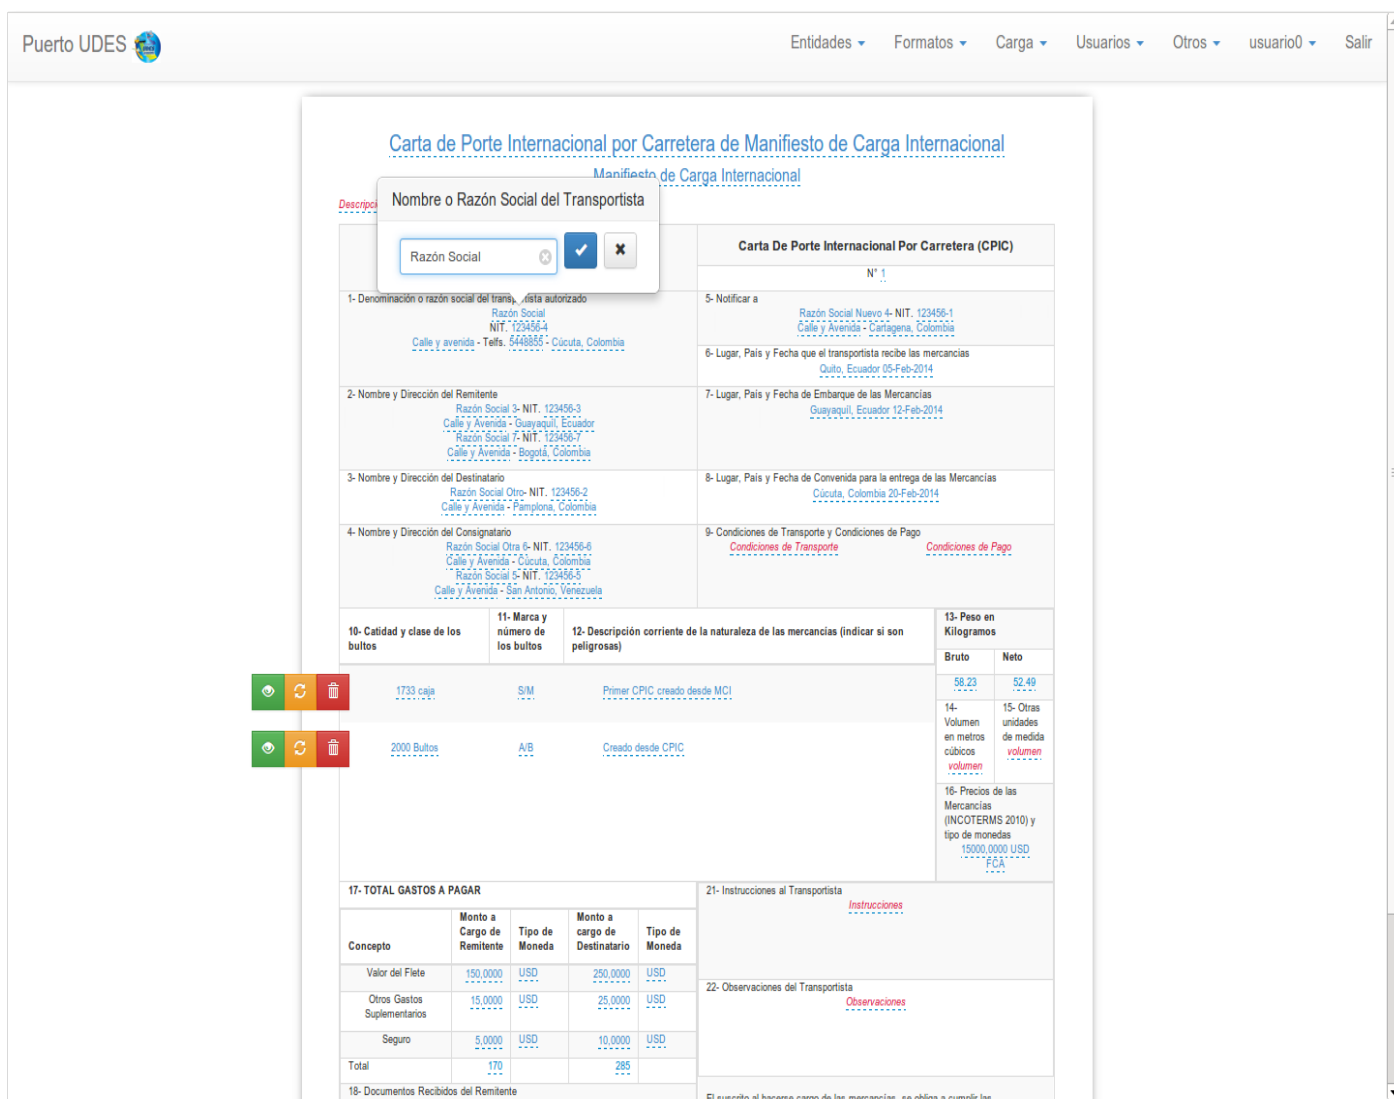 Puerto UDES
Entidades
Formatos
Carga
Usuarios
Otros
usuario0
Salir
Carta de Porte Internacional por Carretera de Manifiesto de Carga Internacional
Manifiesto de Carga Internacional
Nombre o Razón Social del Transportista
Razón Social
Carta De Porte Internacional Por Carretera (CPIC)
N° 1
1- Denominación o razón social del transportista autorizado
Razón Social
NIT. 123456-4
Calle y avenida - Telfs. 5448855 - Cúcuta, Colombia
5- Notificar a
Razón Social Nuevo 4- NIT. 123456-1
Calle y Avenida - Cartagena, Colombia
6- Lugar, País y Fecha que el transportista recibe las mercancias
Quito, Ecuador 05-Feb-2014
2- Nombre y Dirección del Remitente
Razón Social 3- NIT. 123456-3
Calle y Avenida - Guayaquil, Ecuador
Razón Social 7- NIT. 123456-7
Calle y Avenida - Bogotá, Colombia
7- Lugar, País y Fecha de Embarque de las Mercancías
Guayaquil, Ecuador 12-Feb-2014
3- Nombre y Dirección del Destinatario
Razón Social Otro- NIT. 123456-2
Calle y Avenida - Pamplona, Colombia
8- Lugar, País y Fecha de Convenida para la entrega de las Mercancías
Cúcuta, Colombia 20-Feb-2014
4- Nombre y Dirección del Consignatario
Razón Social Otra 6- NIT. 123456-6
Calle y Avenida - Cúcuta, Colombia
Razón Social 5- NIT. 123456-5
Calle y Avenida - San Antonio, Venezuela
9- Condiciones de Transporte y Condiciones de Pago
Condiciones de Transporte
Condiciones de Pago
10- Catidad y clase de los
bultos
11- Marca y
número de
los bultos
12- Descripción corriente de la naturaleza de las mercancías (indicar si son
peligrosas)
13- Peso en
Kilogramos
Bruto
Neto
1733 caja
S/M
Primer CPIC creado desde MCI
58.23
52.49
2000 Bultos
A/B
Creado desde CPIC
14-
Volumen
en metros
cúbicos
volumen
15- Otras
unidades
de medida
volumen
16- Precios de las
Mercancías
(INCOTERMS 2010) y
tipo de monedas
15000,0000 USD
FCA
17- TOTAL GASTOS A PAGAR
Concepto
Monto a
Cargo de
Remitente
Tipo de
Moneda
Monto a
cargo de
Destinatario
Tipo de
Moneda
Valor del Flete
150,0000
USD
250,0000
USD
Otros Gastos
Suplementarios
15,0000
USD
25,0000
USD
Seguro
5,0000
USD
10,0000
USD
Total
170
285
21- Instrucciones al Transportista
Instrucciones
22- Observaciones del Transportista
Observaciones
18- Documentos Recibidos del Remitente
El suscrito al hacerse cargo de las mercancías, se obliga a cumplir las